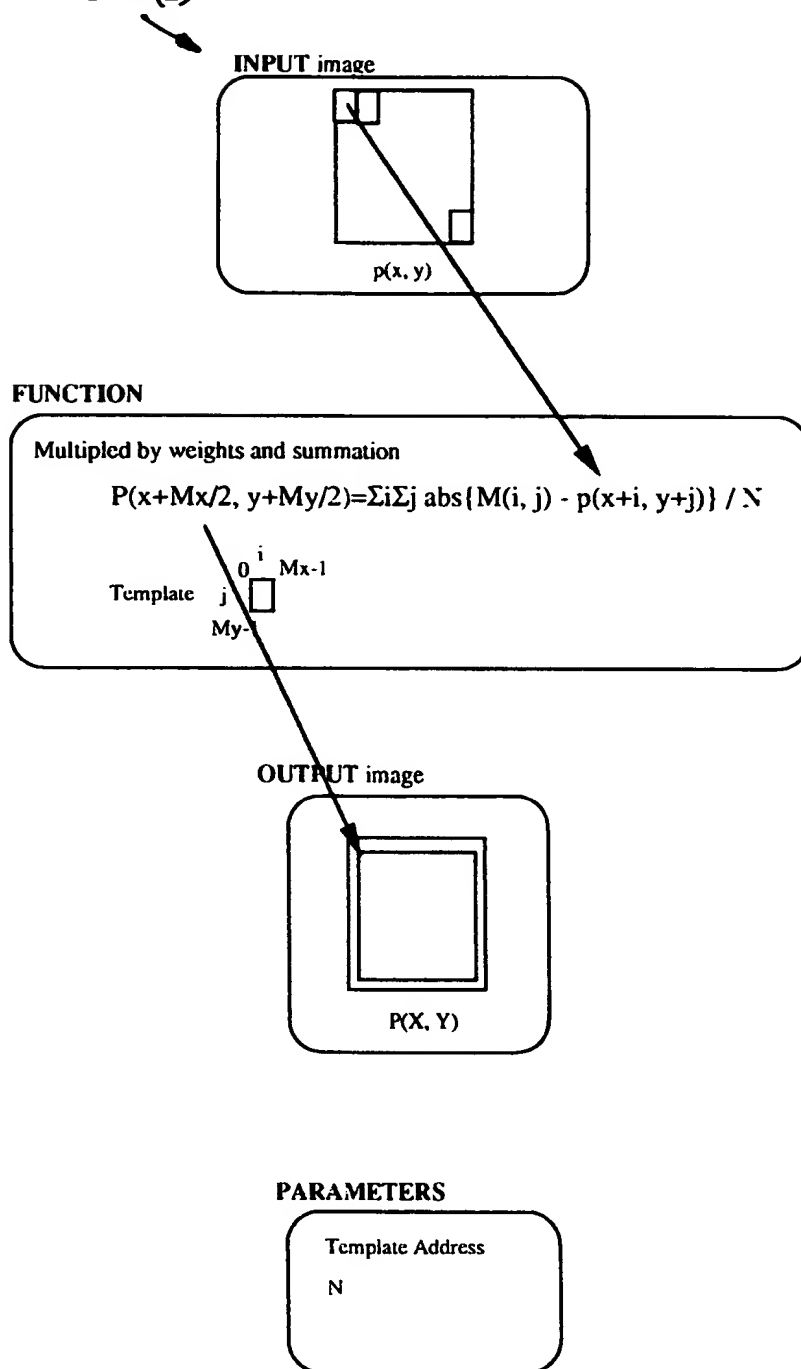 INPUT image
p(x, y)
FUNCTION
Multipled by weights and summation
P(x+Mx/2, y+My/2)=ΣiΣj abs{M(i, j) - p(x+i, y+j)} / N
i
0 Mx-1
Template j
My-1
OUTPUT image
P(X, Y)
PARAMETERS
Template Address
N